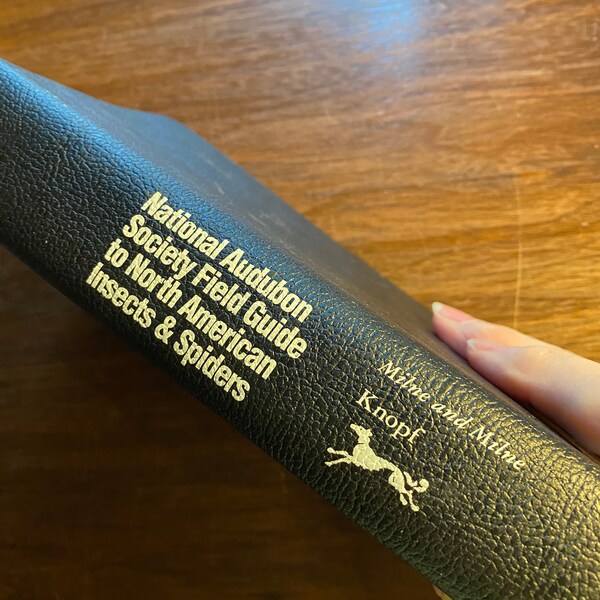 National Audubon
Society Field Guide
to North American
Insects & Spiders
Milne and Milne
Knopf